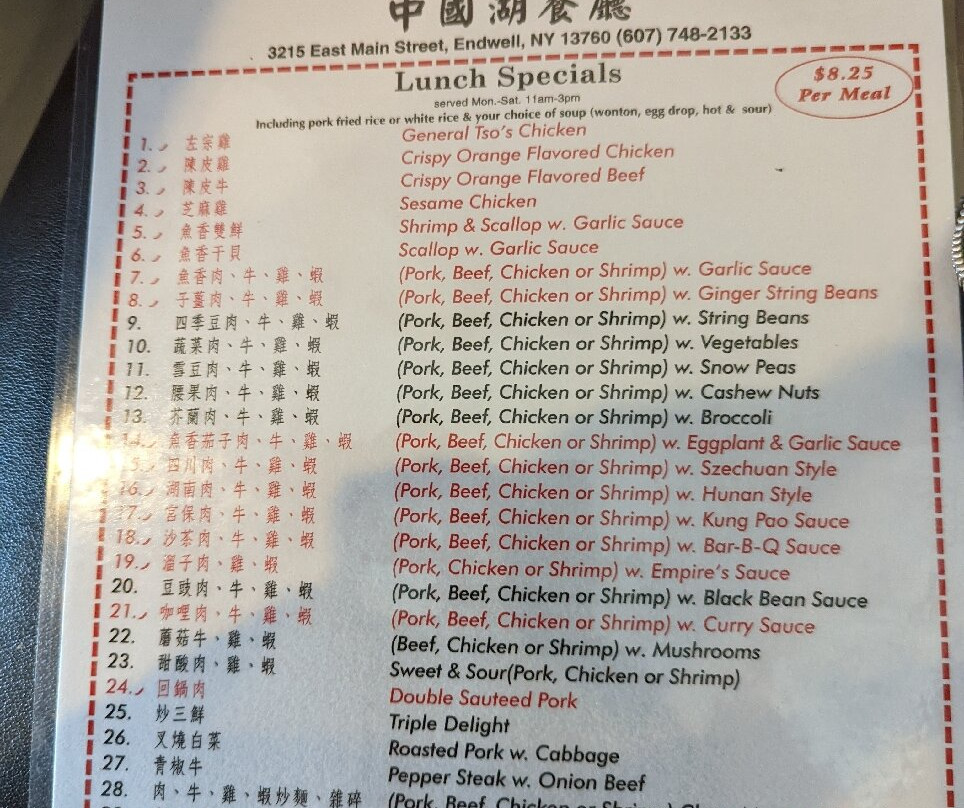 中國湖餐廳
3215 East Main Street, Endwell, NY 13760 (607) 748-2133
Lunch Specials
$8.25
Per Meal
served Mon.-Sat. 11am-3pm
Including pork fried rice or white rice & your choice of soup (wonton, egg drop, hot & sour)
1. 左宗雞 General Tso's Chicken
2. 陳皮雞 Crispy Orange Flavored Chicken
3. 陳皮牛 Crispy Orange Flavored Beef
4. 芝麻雞 Sesame Chicken
5. 魚香雙鮮 Shrimp & Scallop w. Garlic Sauce
6. 魚香干貝 Scallop w. Garlic Sauce
7. 魚香肉、牛、雞、蝦 (Pork, Beef, Chicken or Shrimp) w. Garlic Sauce
8. 子薑肉、牛、雞、蝦 (Pork, Beef, Chicken or Shrimp) w. Ginger String Beans
9. 四季豆肉、牛、雞、蝦 (Pork, Beef, Chicken or Shrimp) w. String Beans
10. 蔬菜肉、牛、雞、蝦 (Pork, Beef, Chicken or Shrimp) w. Vegetables
11. 雪豆肉、牛、雞、蝦 (Pork, Beef, Chicken or Shrimp) w. Snow Peas
12. 腰果肉、牛、雞、蝦 (Pork, Beef, Chicken or Shrimp) w. Cashew Nuts
13. 芥蘭肉、牛、雞、蝦 (Pork, Beef, Chicken or Shrimp) w. Broccoli
14. 魚香茄子肉、牛、雞、蝦 (Pork, Beef, Chicken or Shrimp) w. Eggplant & Garlic Sauce
15. 四川肉、牛、雞、蝦 (Pork, Beef, Chicken or Shrimp) w. Szechuan Style
16. 湖南肉、牛、雞、蝦 (Pork, Beef, Chicken or Shrimp) w. Hunan Style
17. 宮保肉、牛、雞、蝦 (Pork, Beef, Chicken or Shrimp) w. Kung Pao Sauce
18. 沙茶肉、牛、雞、蝦 (Pork, Beef, Chicken or Shrimp) w. Bar-B-Q Sauce
19. 溜子肉、雞、蝦 (Pork, Chicken or Shrimp) w. Empire's Sauce
20. 豆豉肉、牛、雞、蝦 (Pork, Beef, Chicken or Shrimp) w. Black Bean Sauce
21. 咖哩肉、牛、雞、蝦 (Pork, Beef, Chicken or Shrimp) w. Curry Sauce
22. 蘑菇牛、雞、蝦 (Beef, Chicken or Shrimp) w. Mushrooms
23. 甜酸肉、雞、蝦 Sweet & Sour(Pork, Chicken or Shrimp)
24. 回鍋肉 Double Sauteed Pork
25. 炒三鮮 Triple Delight
26. 叉燒白菜 Roasted Pork w. Cabbage
27. 青椒牛 Pepper Steak w. Onion Beef
28. 肉、牛、雞、蝦炒麵、雜碎 (Pork, Beef, Chicken or